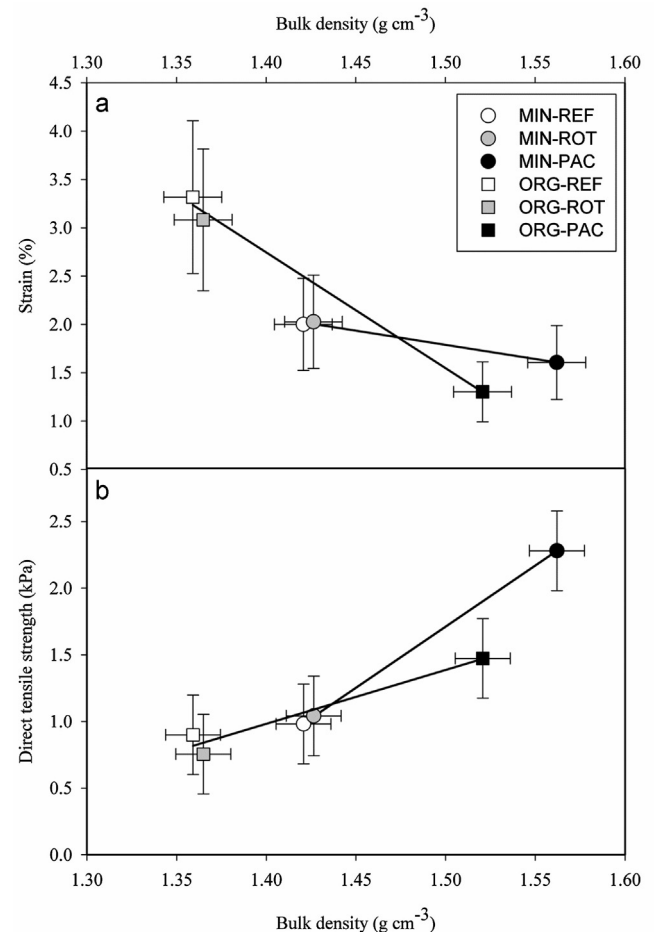 Bulk density (g cm-3)
1.30 1.35 1.40 1.45 1.50 1.55 1.60
a
4.5
4.0
3.5
3.0
2.5
2.0
1.5
1.0
0.5
Strain (%)
MIN-REF
MIN-ROT
MIN-PAC
ORG-REF
ORG-ROT
ORG-PAC
b
2.5
2.0
1.5
1.0
0.5
0.0
Direct tensile strength (kPa)
1.30 1.35 1.40 1.45 1.50 1.55 1.60
Bulk density (g cm-3)